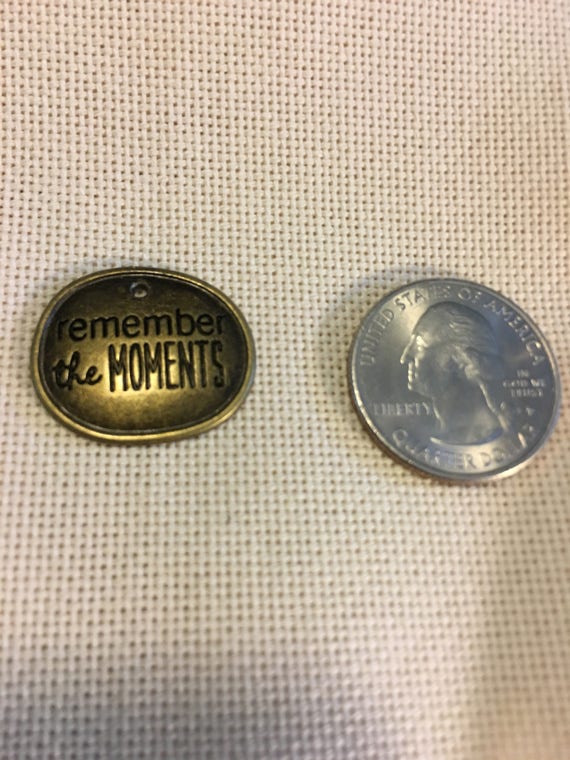 remember
the MOMENTS
UNITED STATES OF AMERICA
LIBERTY
IN
GOD WE
TRUST
QUARTER DOLLAR